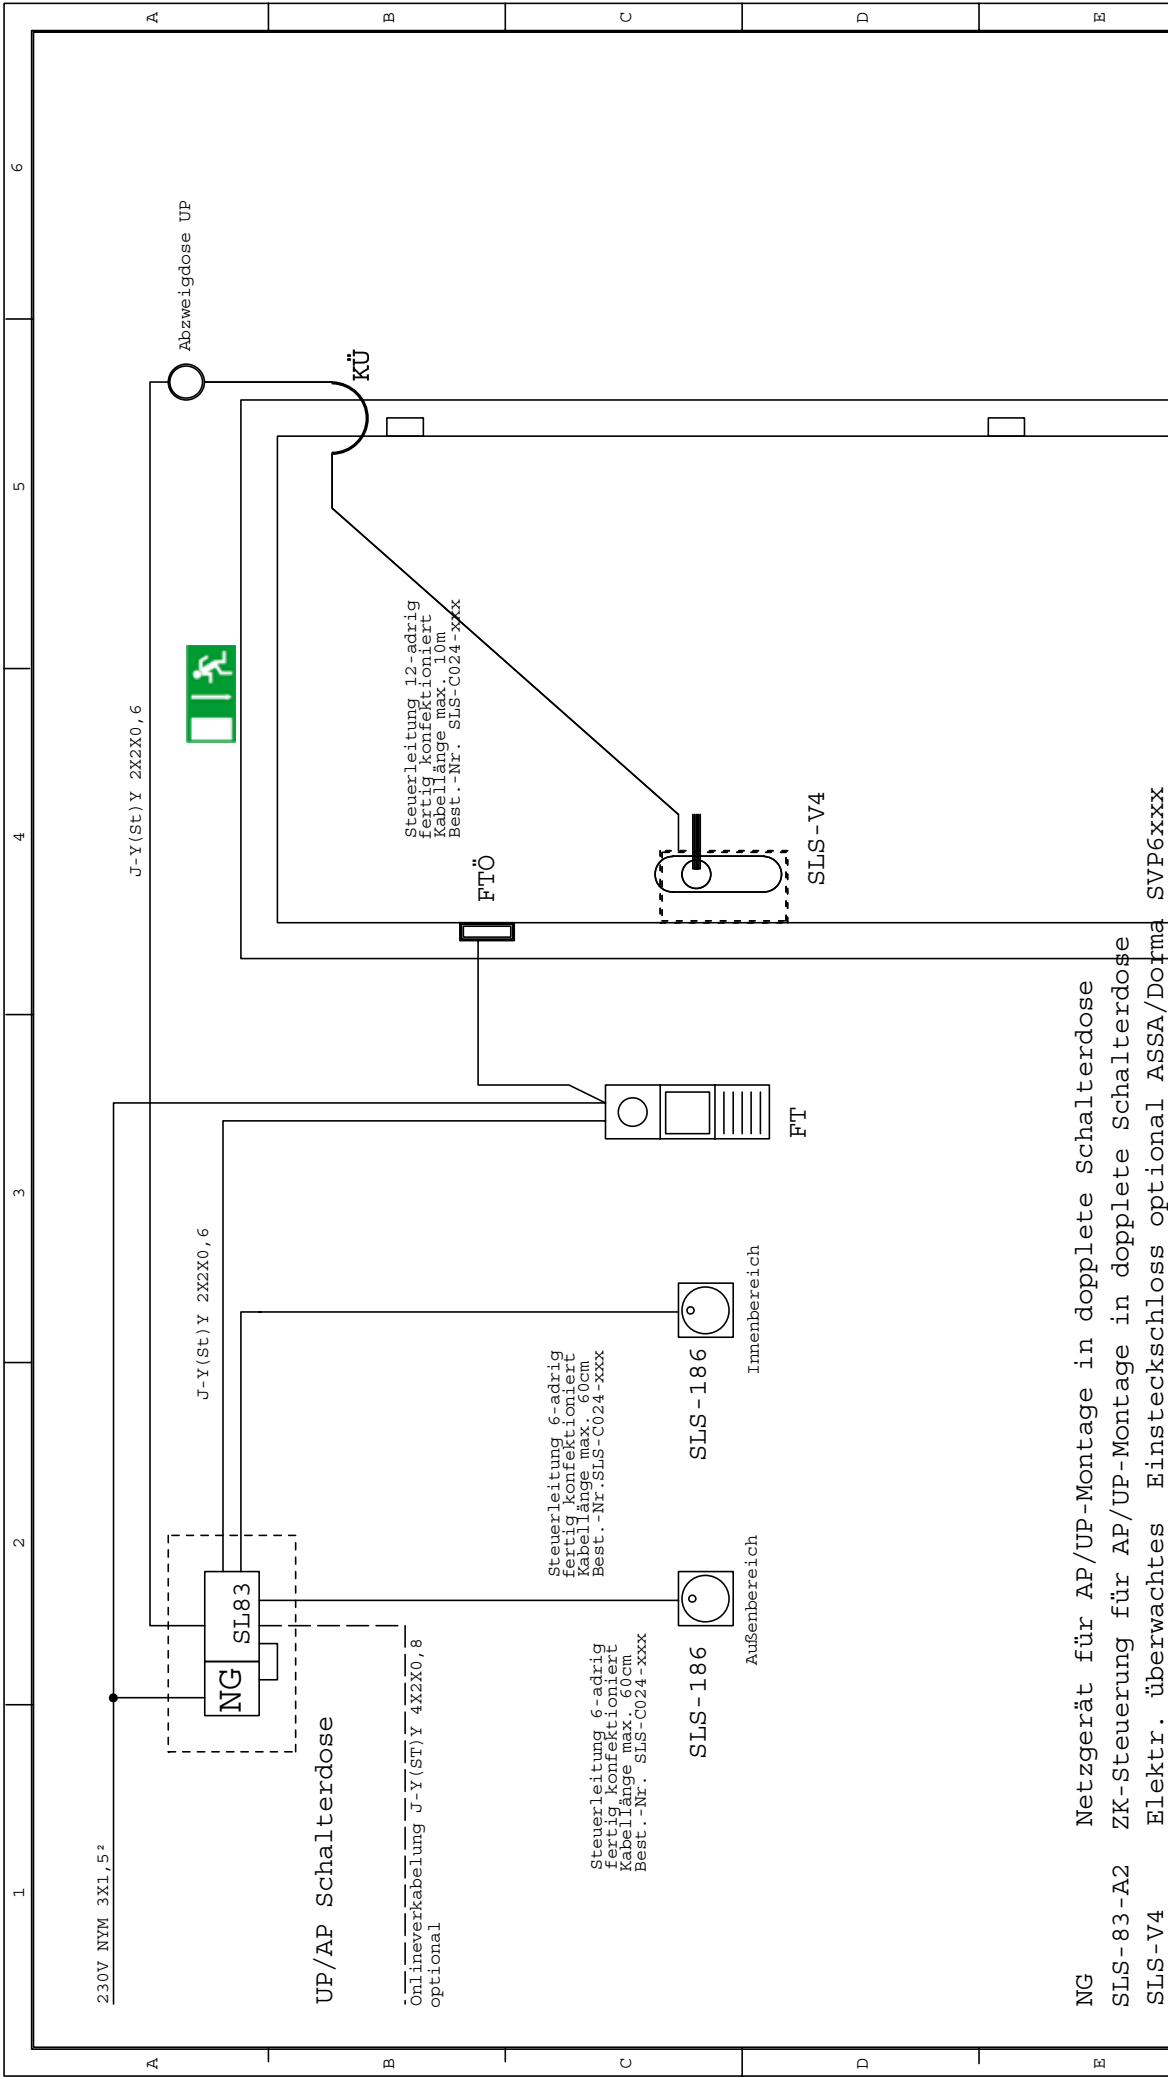 1
2
3
4
5
6
A
A
B
B
C
C
D
D
E
E
230V NYM 3X1,5²
J-Y(St)Y 2X2X0,6
Abzweigdose UP
J-Y(St)Y 2X2X0,6
NG
SL83
UP/AP Schalterdose
KÜ
Onlineverkabelung J-Y(ST)Y 4X2X0,8
optional
Steuerleitung 12-adrig
fertig konfektioniert
Kabellänge max. 10m
Best.-Nr. SLS-C024-xxx
FTÖ
Steuerleitung 6-adrig
fertig konfektioniert
Kabellänge max. 60cm
Best.-Nr.SLS-C024-xxx
Steuerleitung 6-adrig
fertig konfektioniert
Kabellänge max. 60cm
Best.-Nr. SLS-C024-xxx
SLS-186
Außenbereich
SLS-186
Innenbereich
FT
SLS-V4
NG Netzgerät für AP/UP-Montage in dopplete Schalterdose
SLS-83-A2 ZK-Steuerung für AP/UP-Montage in dopplete Schalterdose
SLS-V4 Elektr. überwachtes Einsteckschloss optional ASSA/Dorma SVP6xxx